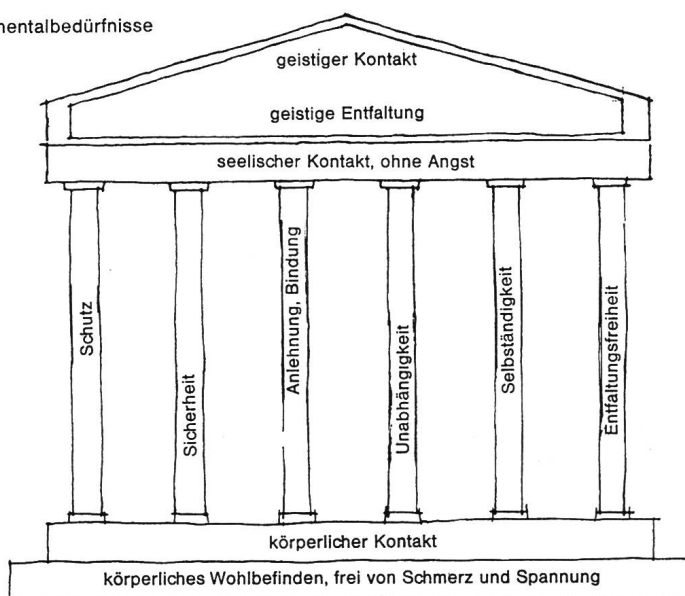 mentalbedürfnisse
geistiger Kontakt
geistige Entfaltung
seelischer Kontakt, ohne Angst
Schutz
Sicherheit
Anlehnung, Bindung
Unabhängigkeit
Selbständigkeit
Entfaltungsfreiheit
körperlicher Kontakt
körperliches Wohlbefinden, frei von Schmerz und Spannung